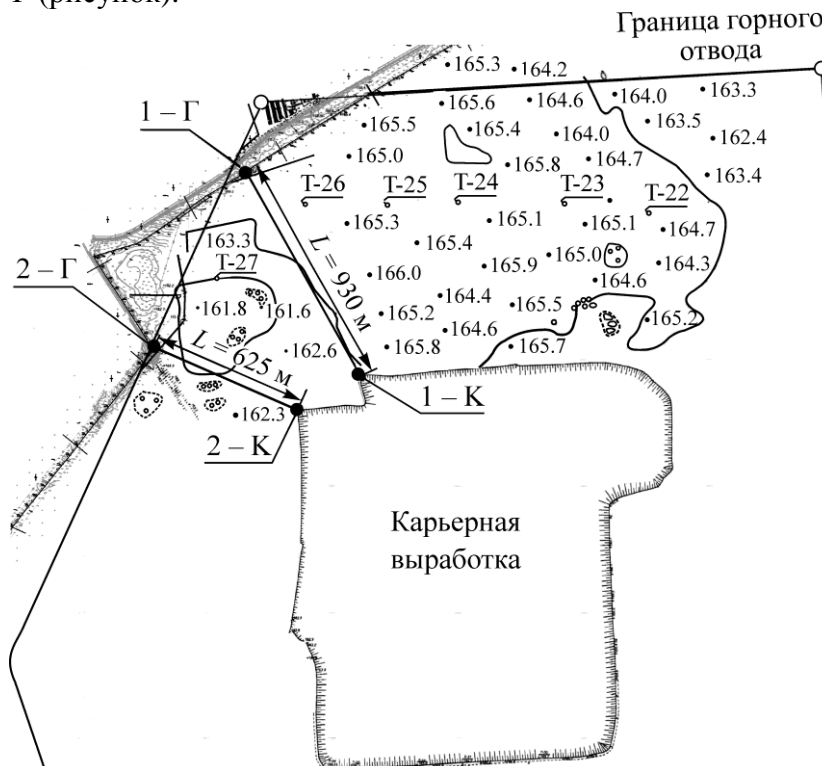 Г (рисунок).
Граница горного
отвода
165.3
164.2
163.3
165.6
164.6
164.0
1 – Г
165.5
165.4
164.0
163.5
162.4
165.0
165.8
164.7
163.4
Т-26
Т-25
Т-24
Т-23
Т-22
165.3
165.1
165.1
164.7
163.3
165.4
2 – Г
Т-27
L = 930 м
166.0
165.9
165.0
164.3
161.8
161.6
164.4
165.5
164.6
165.2
165.2
L = 625 м
162.6
165.8
164.6
165.7
162.3
1 – К
2 – К
Карьерная
выработка